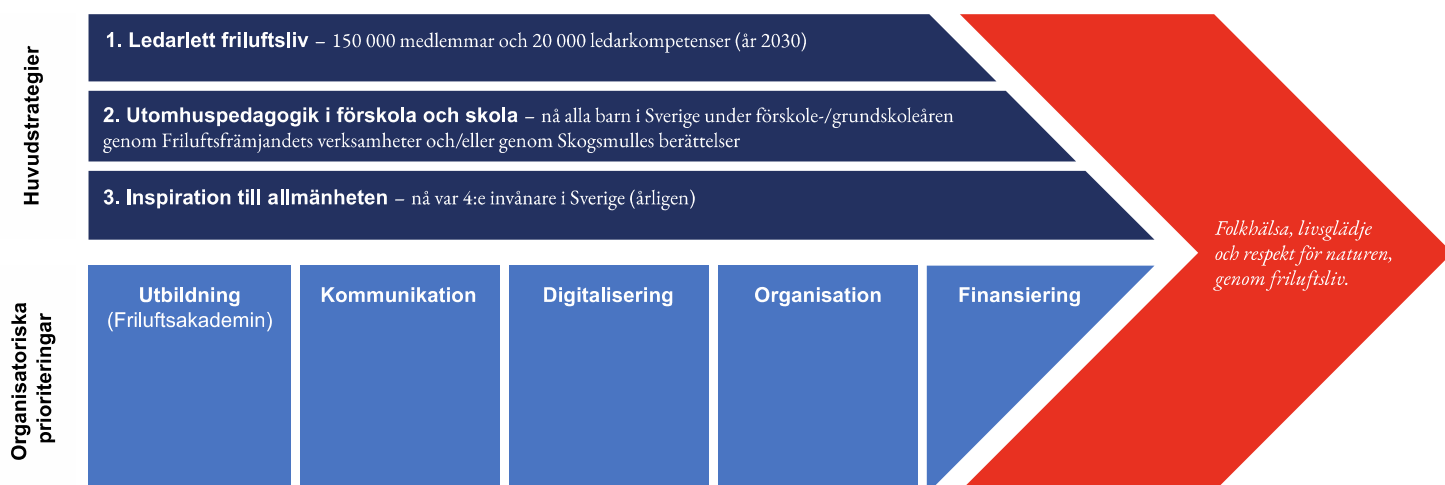 Huvudstrategier
1. Ledarlett friluftsliv – 150 000 medlemmar och 20 000 ledarkompetenser (år 2030)
2. Utomhuspedagogik i förskola och skola – nå alla barn i Sverige under förskole-/grundskoleåren
genom Friluftsfrämjandets verksamheter och/eller genom Skogsmulles berättelser
3. Inspiration till allmänheten – nå var 4:e invånare i Sverige (årligen)
Folkhälsa, livsglädje
och respekt för naturen,
genom friluftsliv.
Organisatoriska
prioriteringar
Utbildning
(Friluftsakademin)
Kommunikation
Digitalisering
Organisation
Finansiering